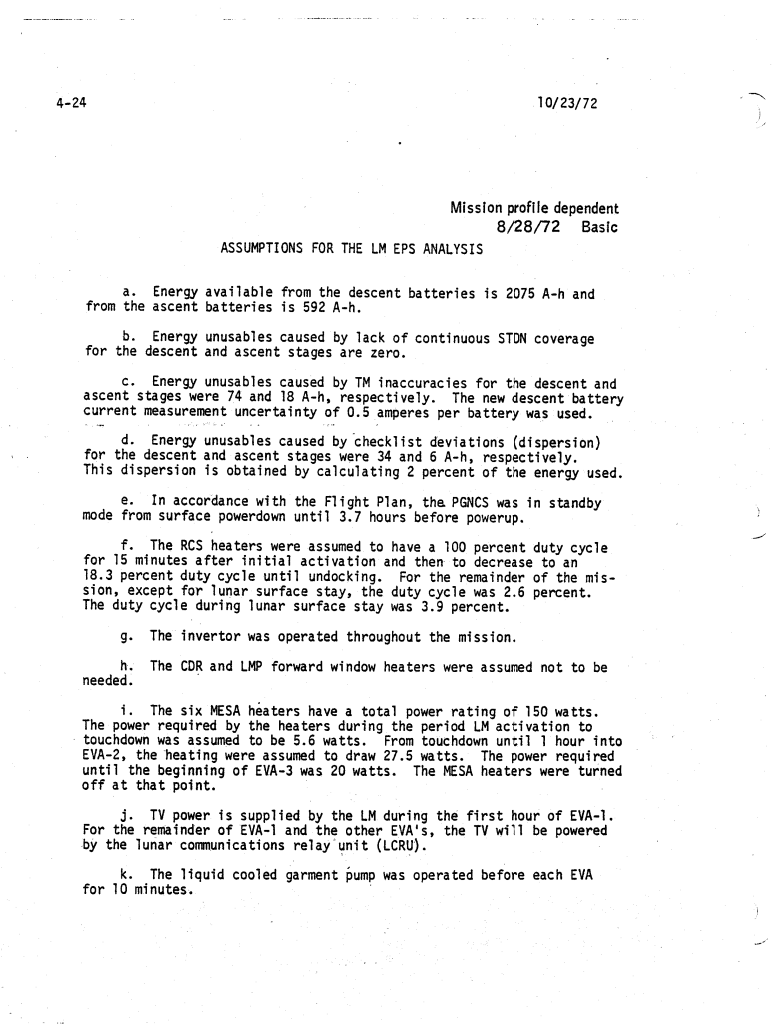 4-24 10/23/72
Mission profile dependent
8/28/72 Basic
ASSUMPTIONS FOR THE LM EPS ANALYSIS
a. Energy available from the descent batteries is 2075 A-h and
from the ascent batteries is 592 A-h.
b. Energy unusables caused by lack of continuous STDN coverage
for the descent and ascent stages are zero.
c. Energy unusables caused by TM inaccuracies for the descent and
ascent stages were 74 and 18 A-h, respectively. The new descent battery
current measurement uncertainty of 0.5 amperes per battery was used.
d. Energy unusables caused by checklist deviations (dispersion)
for the descent and ascent stages were 34 and 6 A-h, respectively.
This dispersion is obtained by calculating 2 percent of the energy used.
e. In accordance with the Flight Plan, the PGNCS was in standby
mode from surface powerdown until 3.7 hours before powerup.
f. The RCS heaters were assumed to have a 100 percent duty cycle
for 15 minutes after initial activation and then to decrease to an
18.3 percent duty cycle until undocking. For the remainder of the mis-
sion, except for lunar surface stay, the duty cycle was 2.6 percent.
The duty cycle during lunar surface stay was 3.9 percent.
g. The invertor was operated throughout the mission.
h. The CDR and LMP forward window heaters were assumed not to be
needed.
i. The six MESA heaters have a total power rating of 150 watts.
The power required by the heaters during the period LM activation to
touchdown was assumed to be 5.6 watts. From touchdown until 1 hour into
EVA-2, the heating were assumed to draw 27.5 watts. The power required
until the beginning of EVA-3 was 20 watts. The MESA heaters were turned
off at that point.
j. TV power is supplied by the LM during the first hour of EVA-1.
For the remainder of EVA-1 and the other EVA's, the TV will be powered
by the lunar communications relay unit (LCRU).
k. The liquid cooled garment pump was operated before each EVA
for 10 minutes.